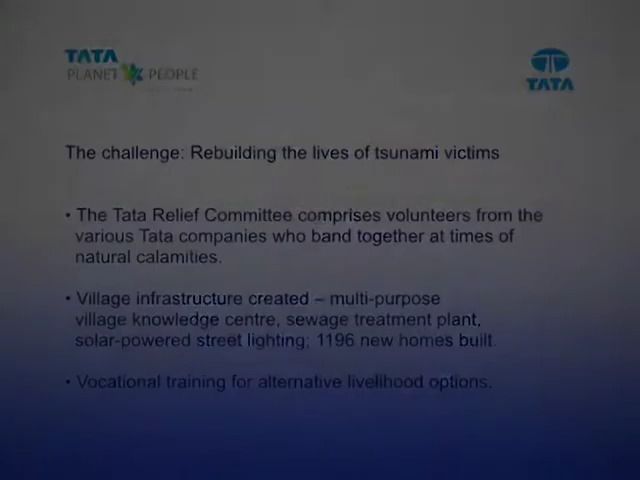 TATA
PLANET PEOPLE
TATA
The challenge: Rebuilding the lives of tsunami victims
• The Tata Relief Committee comprises volunteers from the
various Tata companies who band together at times of
natural calamities.
• Village infrastructure created – multi-purpose
village knowledge centre, sewage treatment plant,
solar-powered street lighting; 1196 new homes built
• Vocational training for alternative livelihood options.